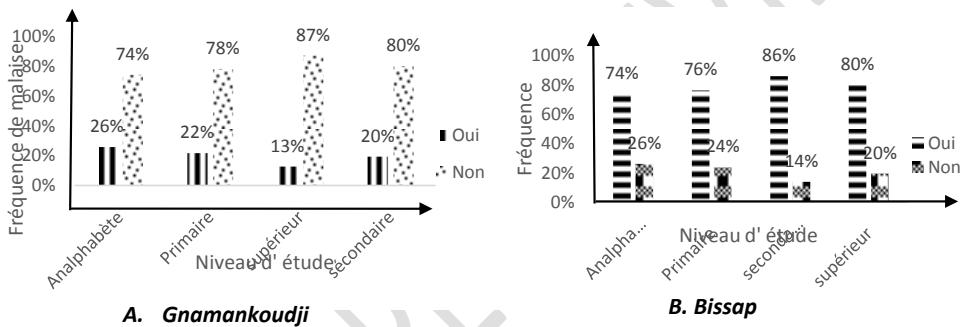 Fréquence de malaise
100%
80%
60%
40%
20%
0%
74%
78%
87%
80%
26%
22%
13%
20%
Oui
Non
Analphabète
Primaire
supérieur
secondaire
Niveau d' étude
A. Gnamankoudji
Fréquence
100%
80%
60%
40%
20%
0%
74%
76%
86%
80%
26%
24%
14%
20%
Oui
Non
Analpha...
Primaire
second...
supérieur
Niveau d' étude
B. Bissap